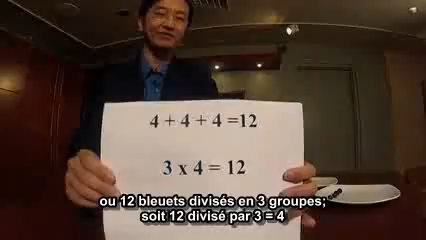 4 + 4 + 4 =12
3 x 4 = 12
ou 12 bleuets divisés en 3 groupes;
soit 12 divisé par 3 = 4